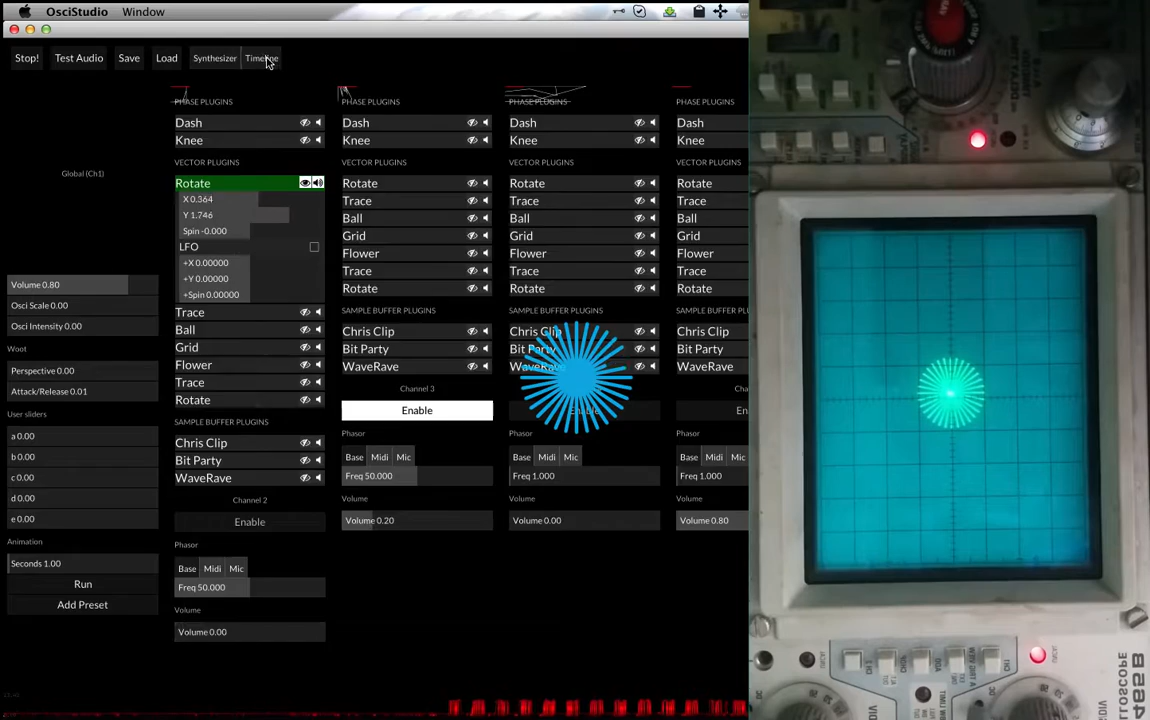 OsciStudio Window
Stop! Test Audio Save Load Synthesizer Timeline
PHASE PLUGINS
Dash
Knee
VECTOR PLUGINS
Rotate
X 0.364
Y 1.746
Spin -0.000
LFO
+X 0.00000
+Y 0.00000
+Spin 0.00000
Trace
Ball
Grid
Flower
Trace
Rotate
SAMPLE BUFFER PLUGINS
Chris Clip
Bit Party
WaveRave
Channel 2
Enable
Phasor
Base Midi Mic
Freq 50.000
Volume
Volume 0.00
Global (Ch1)
Volume 0.80
Osci Scale 0.00
Osci Intensity 0.00
Woot
Perspective 0.00
Attack/Release 0.01
User sliders
a 0.00
b 0.00
c 0.00
d 0.00
e 0.00
Animation
Seconds 1.00
Run
Add Preset
PHASE PLUGINS
Dash
Knee
VECTOR PLUGINS
Rotate
Trace
Ball
Grid
Flower
Trace
Rotate
SAMPLE BUFFER PLUGINS
Chris Clip
Bit Party
WaveRave
Channel 3
Enable
Phasor
Base Midi Mic
Freq 50.000
Volume
Volume 0.20
PHASE PLUGINS
Dash
Knee
VECTOR PLUGINS
Rotate
Trace
Ball
Grid
Flower
Trace
Rotate
SAMPLE BUFFER PLUGINS
Chris Clip
Bit Party
WaveRave
Phasor
Base Midi Mic
Freq 1.000
Volume
Volume 0.00
PHASE PLUGINS
Dash
Knee
VECTOR PLUGINS
Rotate
Trace
Ball
Grid
Flower
Trace
Rotate
SAMPLE BUFFER
Chris Clip
Bit Party
WaveRave
Phasor
Base Midi Mic
Freq 1.000
Volume
Volume 0.80
465B